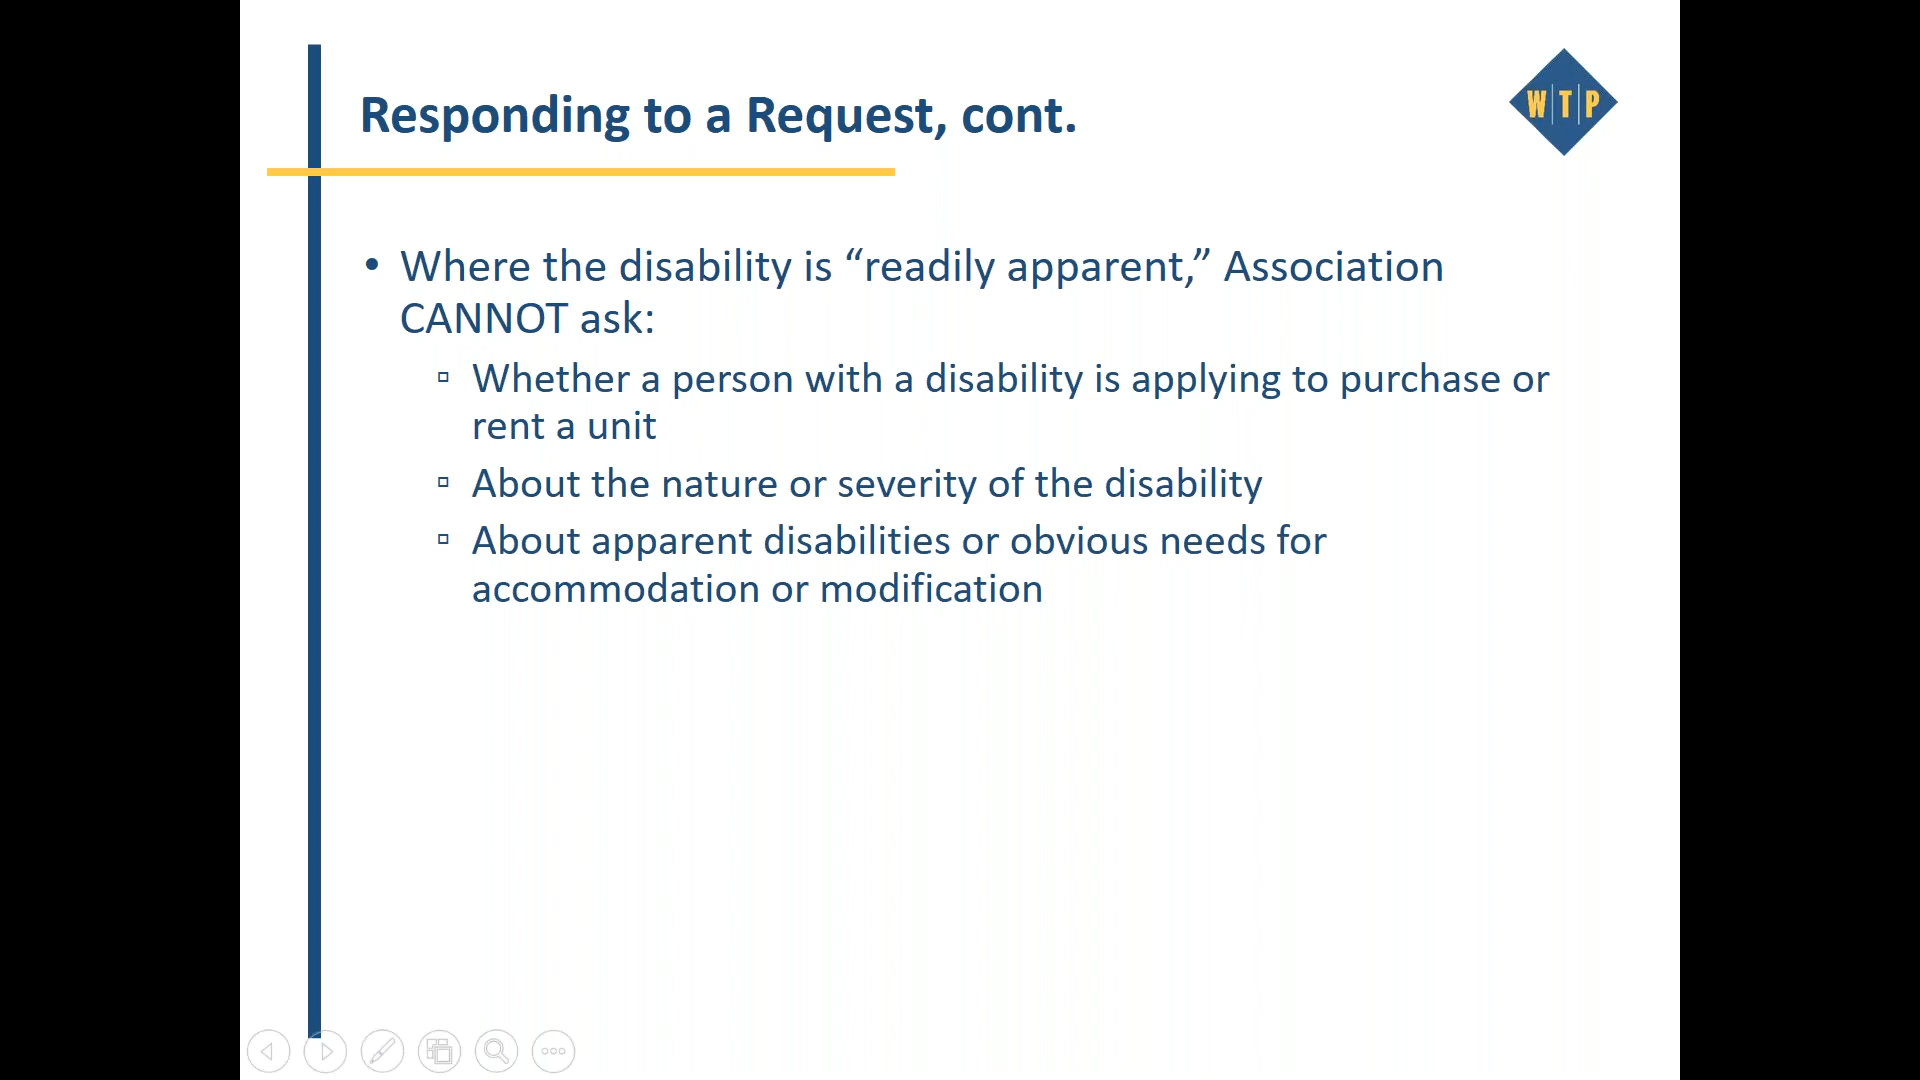 Responding to a Request, cont.
W|T|P
• Where the disability is “readily apparent,” Association
CANNOT ask:
▫ Whether a person with a disability is applying to purchase or
rent a unit
▫ About the nature or severity of the disability
▫ About apparent disabilities or obvious needs for
accommodation or modification